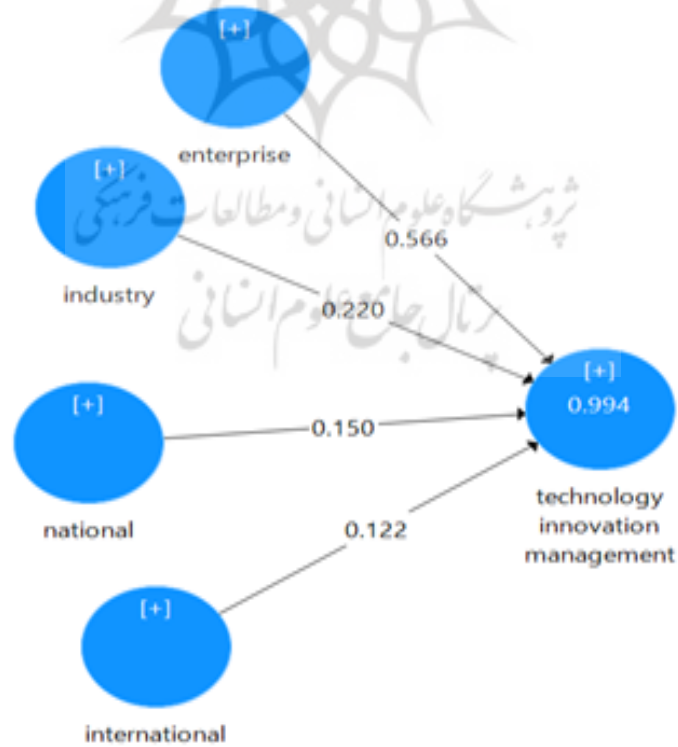 [+]
enterprise
[+]
پژوهشگاه علوم انسانی و مطالعات فرهنگی
0.566
industry
0.220
پرتال جامع علوم انسانی
[+]
0.994
[+]
0.150
technology
innovation
management
national
0.122
[+]
international